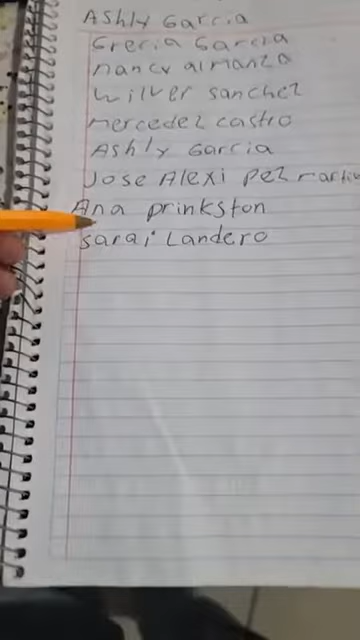 Ashly Garcia
Grecia Garcia
nancy almanza
Wilver sanchez
mercedez castro
Ashly Garcia
Jose Alexi Pez
Ana prinkston
Sarai Landero